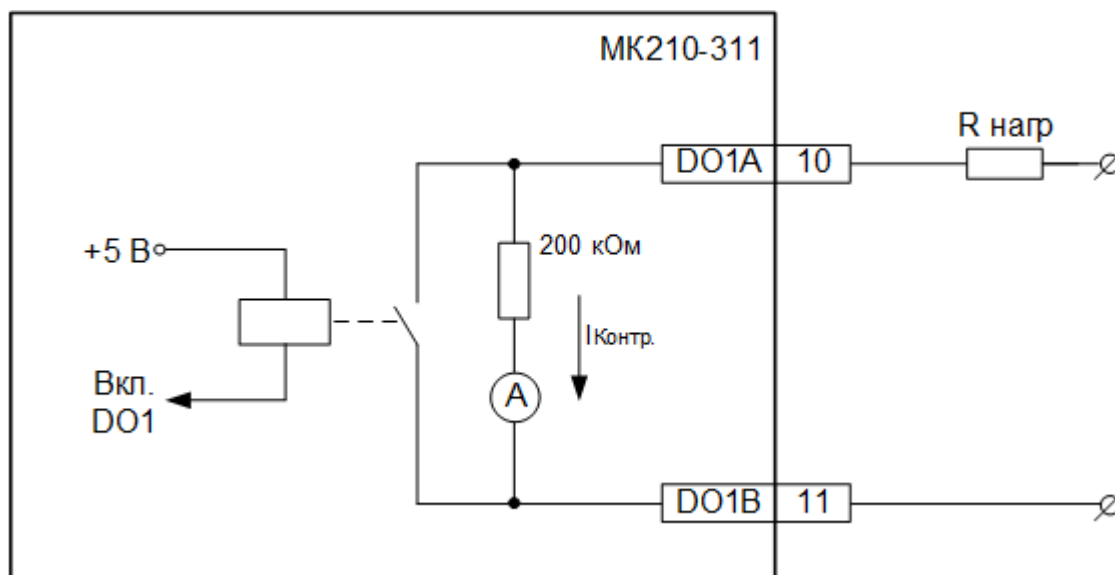 МК210-311
R нагр
DO1A 10
200 кОм
+5 В
Iконтр.
Вкл.
DO1
A
DO1B 11